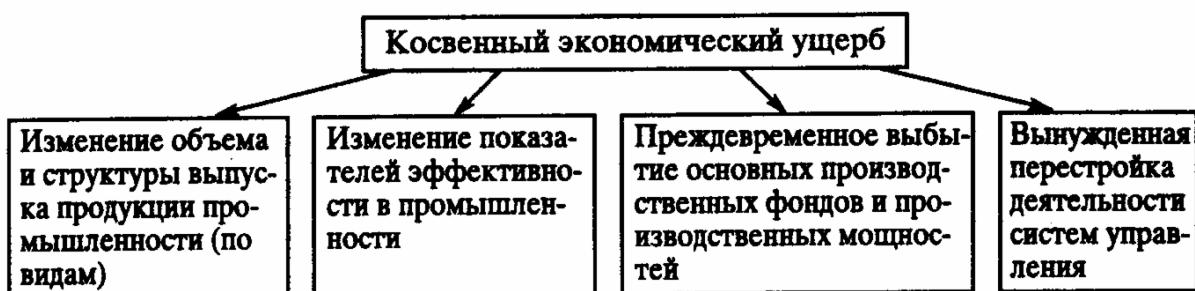 Косвенный экономический ущерб
Изменение объема
и структуры выпус-
ка продукции про-
мышленности (по
видам)
Изменение показа-
телей эффективно-
сти в промышлен-
ности
Преждевременное выбы-
тие основных производ-
ственных фондов и про-
изводственных мощнос-
тей
Вынужденная
перестройка
деятельности
систем управ-
ления